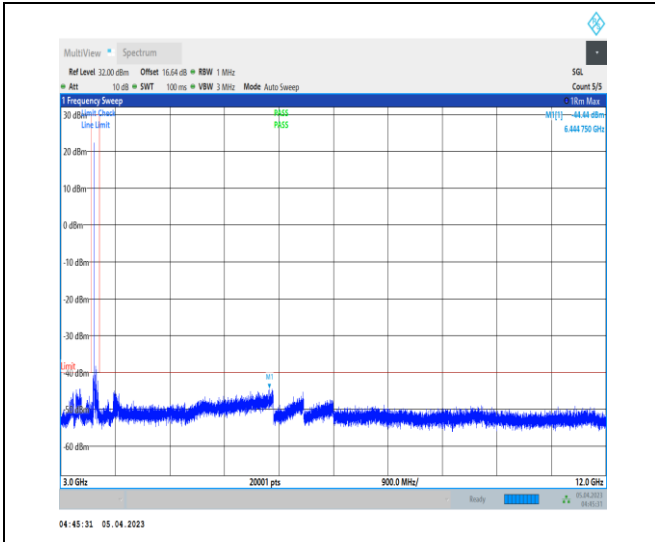 MultiView Spectrum
Ref Level 32.00 dBm Offset 16.64 dB RBW 1 MHz SGL
Att 10 dB SWT 100 ms VBW 3 MHz Mode Auto Sweep Count 5/5
1 Frequency Sweep 1Rm Max
30 dBm Limit Check PASS M1[1] -44.44 dBm
Line Limit PASS 6.444 750 GHz
20 dBm
10 dBm
0 dBm
-10 dBm
-20 dBm
-30 dBm
Limit
-40 dBm
M1
-60 dBm
3.0 GHz 20001 pts 900.0 MHz/ 12.0 GHz
Ready 05.04.2023
04:45:31
04:45:31 05.04.2023